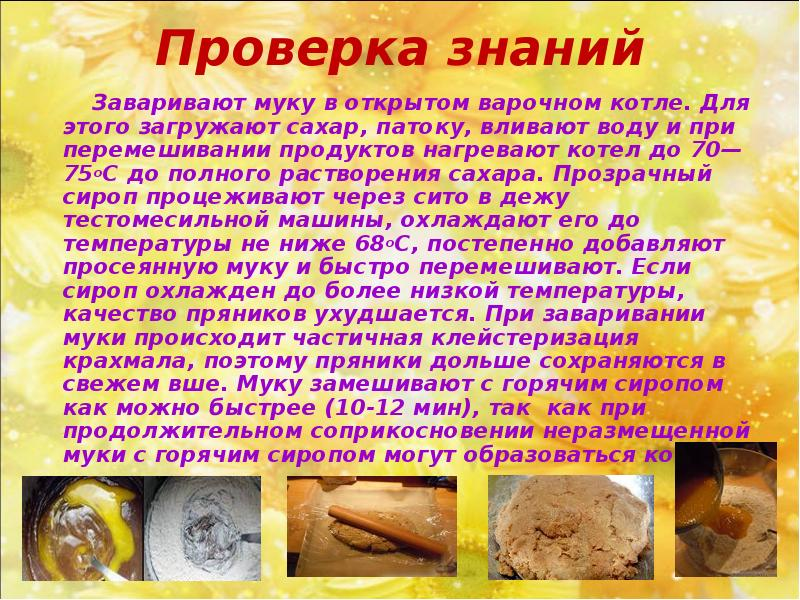 Проверка знаний
Заваривают муку в открытом варочном котле. Для
этого загружают сахар, патоку, вливают воду и при
перемешивании продуктов нагревают котел до 70—
75оС до полного растворения сахара. Прозрачный
сироп процеживают через сито в дежу
тестомесильной машины, охлаждают его до
температуры не ниже 68оС, постепенно добавляют
просеянную муку и быстро перемешивают. Если
сироп охлажден до более низкой температуры,
качество пряников ухудшается. При заваривании
муки происходит частичная клейстеризация
крахмала, поэтому пряники дольше сохраняются в
свежем вше. Муку замешивают с горячим сиропом
как можно быстрее (10-12 мин), так как при
продолжительном соприкосновении неразмещенной
муки с горячим сиропом могут образоваться ко